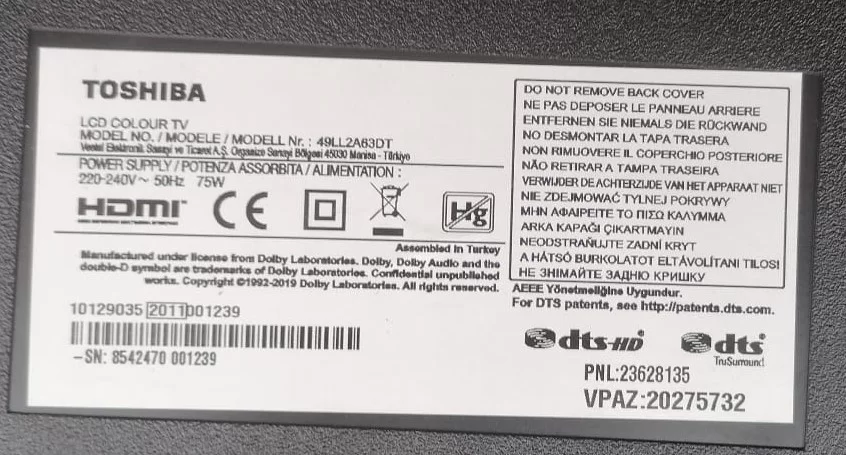 TOSHIBA
LCD COLOUR TV
MODEL NO. / MODELE / MODELL Nr. : 49LL2A63DT
Vestel Elektronik Sanayi ve Ticaret A.Ş. Organize Sanayi Bölgesi 45030 Manisa - Türkiye
POWER SUPPLY / POTENZA ASSORBITA / ALIMENTATION :
220-240V~ 50Hz 75W
HDMI CE Hg
Assembled in Turkey
Manufactured under license from Dolby Laboratories. Dolby, Dolby Audio and the
double-D symbol are trademarks of Dolby Laboratories. Confidential unpublished
works. Copyright ©1992-2019 Dolby Laboratories. All rights reserved.
10129035 2011001239
-SN: 8542470 001239
DO NOT REMOVE BACK COVER
NE PAS DEPOSER LE PANNEAU ARRIERE
ENTFERNEN SIE NIEMALS DIE RÜCKWAND
NO DESMONTAR LA TAPA TRASERA
NON RIMUOVERE IL COPERCHIO POSTERIORE
NÃO RETIRAR A TAMPA TRASEIRA
VERWIJDER DE ACHTERZIJDE VAN HET APPARAAT NIET
NIE ZDEJMOWAĆ TYLNEJ POKRYWY
ΜΗΝ ΑΦΑΙΡΕΙΤΕ ΤΟ ΠΙΣΩ ΚΑΛΥΜΜΑ
ARKA KAPAĞI ÇIKARTMAYIN
NEODSTRAŇUJTE ZADNÍ KRYT
A HÁTSÓ BURKOLATOT ELTÁVOLÍTANI TILOS!
НЕ ЗНІМАЙТЕ ЗАДНЮ КРИШКУ
AEEE Yönetmeliğine Uygundur.
For DTS patents, see http://patents.dts.com.
dts-HD dts
TruSurround
PNL:23628135
VPAZ:20275732